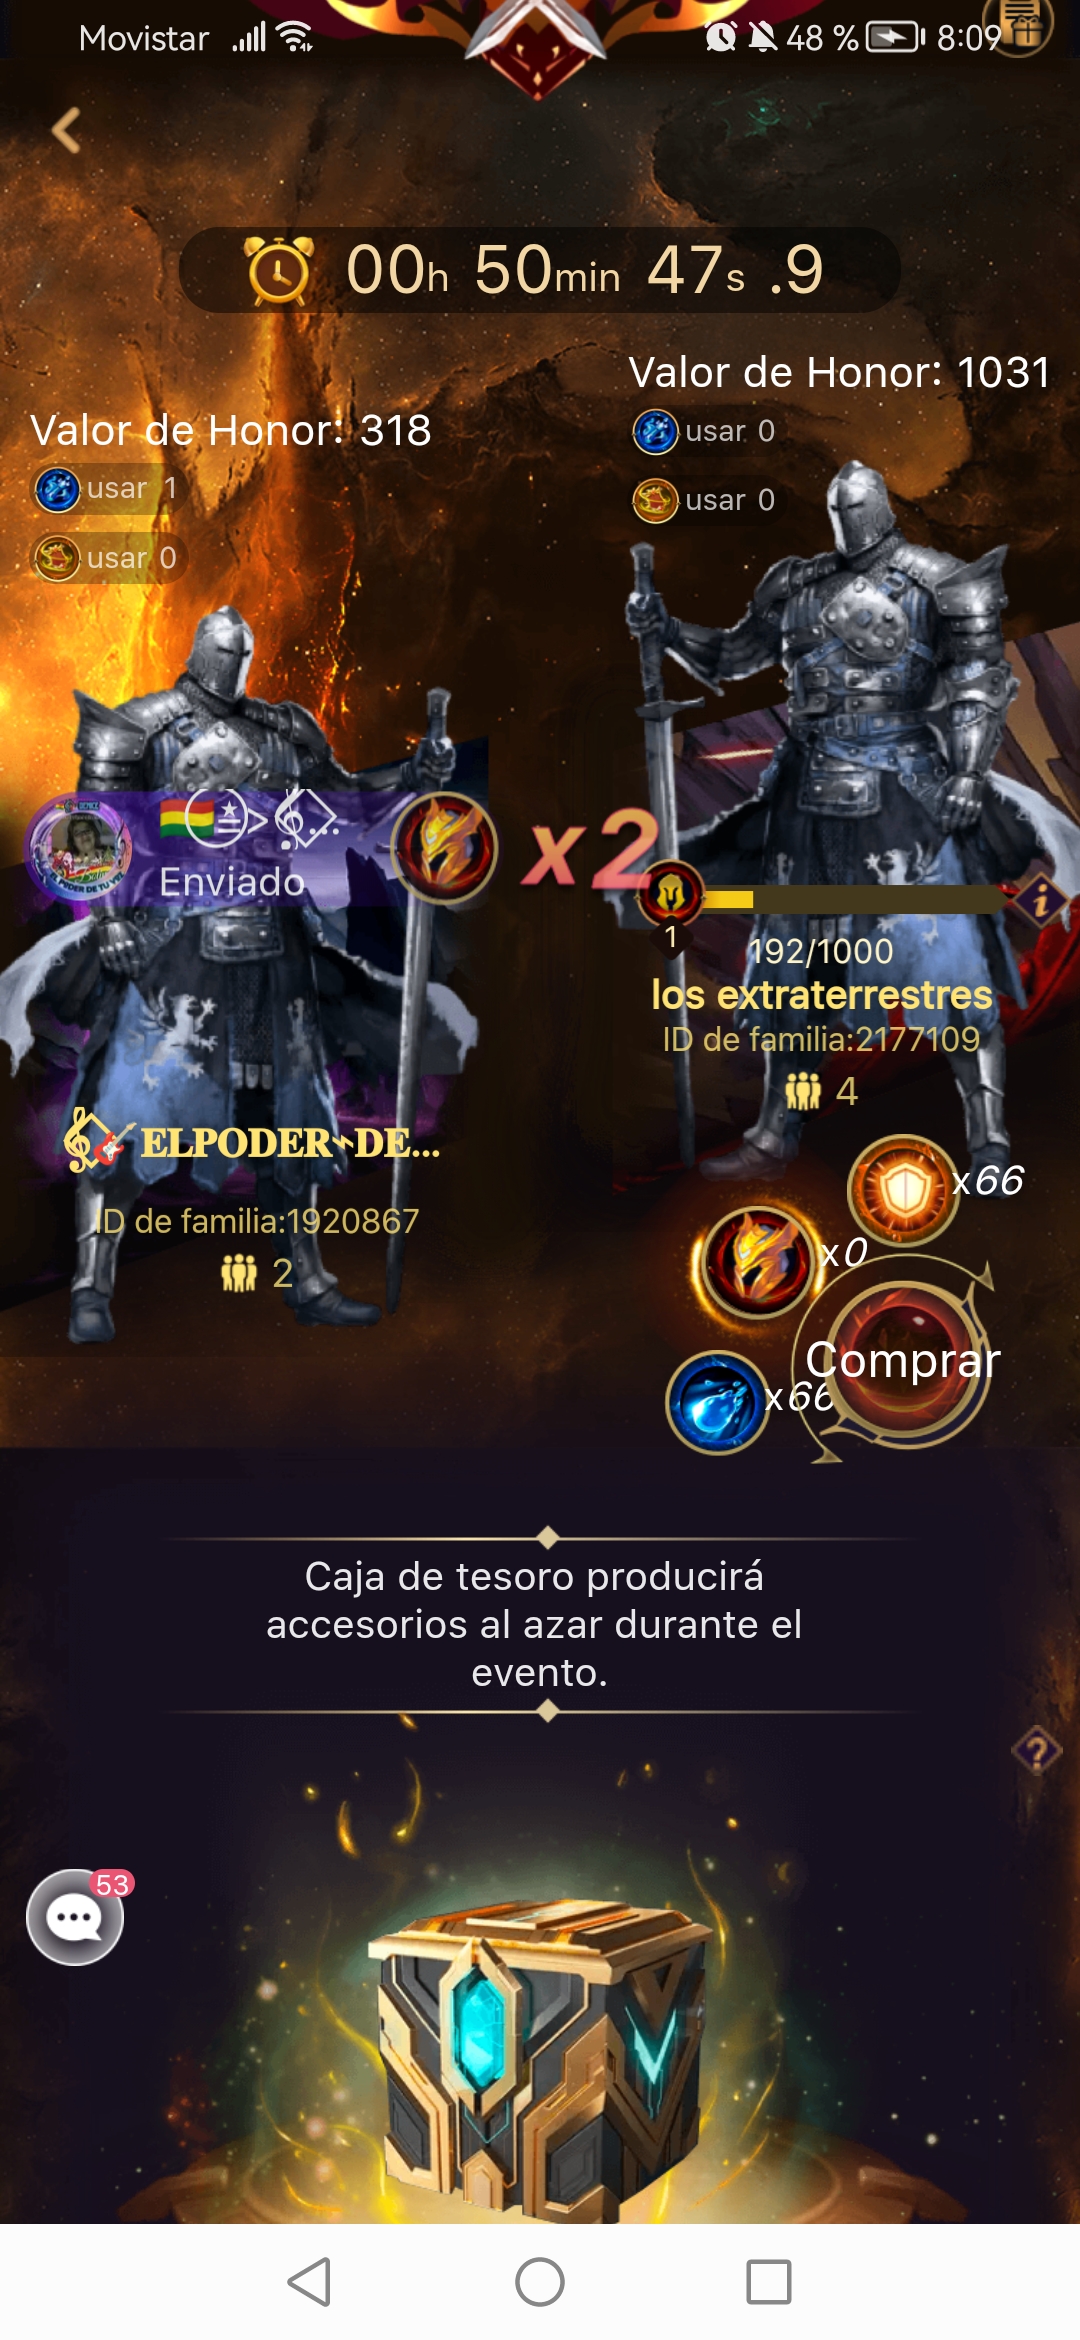 Movistar 48 % 8:09
00h 50min 47s .9
Valor de Honor: 1031
usar 0
usar 0
Valor de Honor: 318
usar 1
usar 0
Enviado
x2
1
192/1000
los extraterrestres
ID de familia:2177109
4
ELPODER⌁DE...
ID de familia:1920867
2
x66
x0
Comprar
x66
Caja de tesoro producirá
accesorios al azar durante el
evento.
?
53